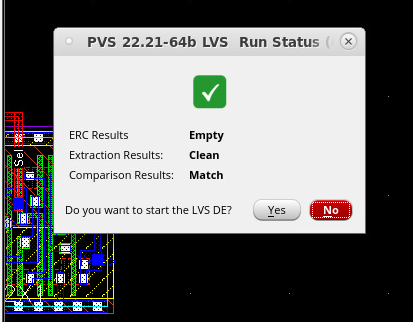 PVS 22.21-64b LVS Run Status (
ERC Results Empty
Extraction Results: Clean
Comparison Results: Match
Do you want to start the LVS DE? Yes No
Sel